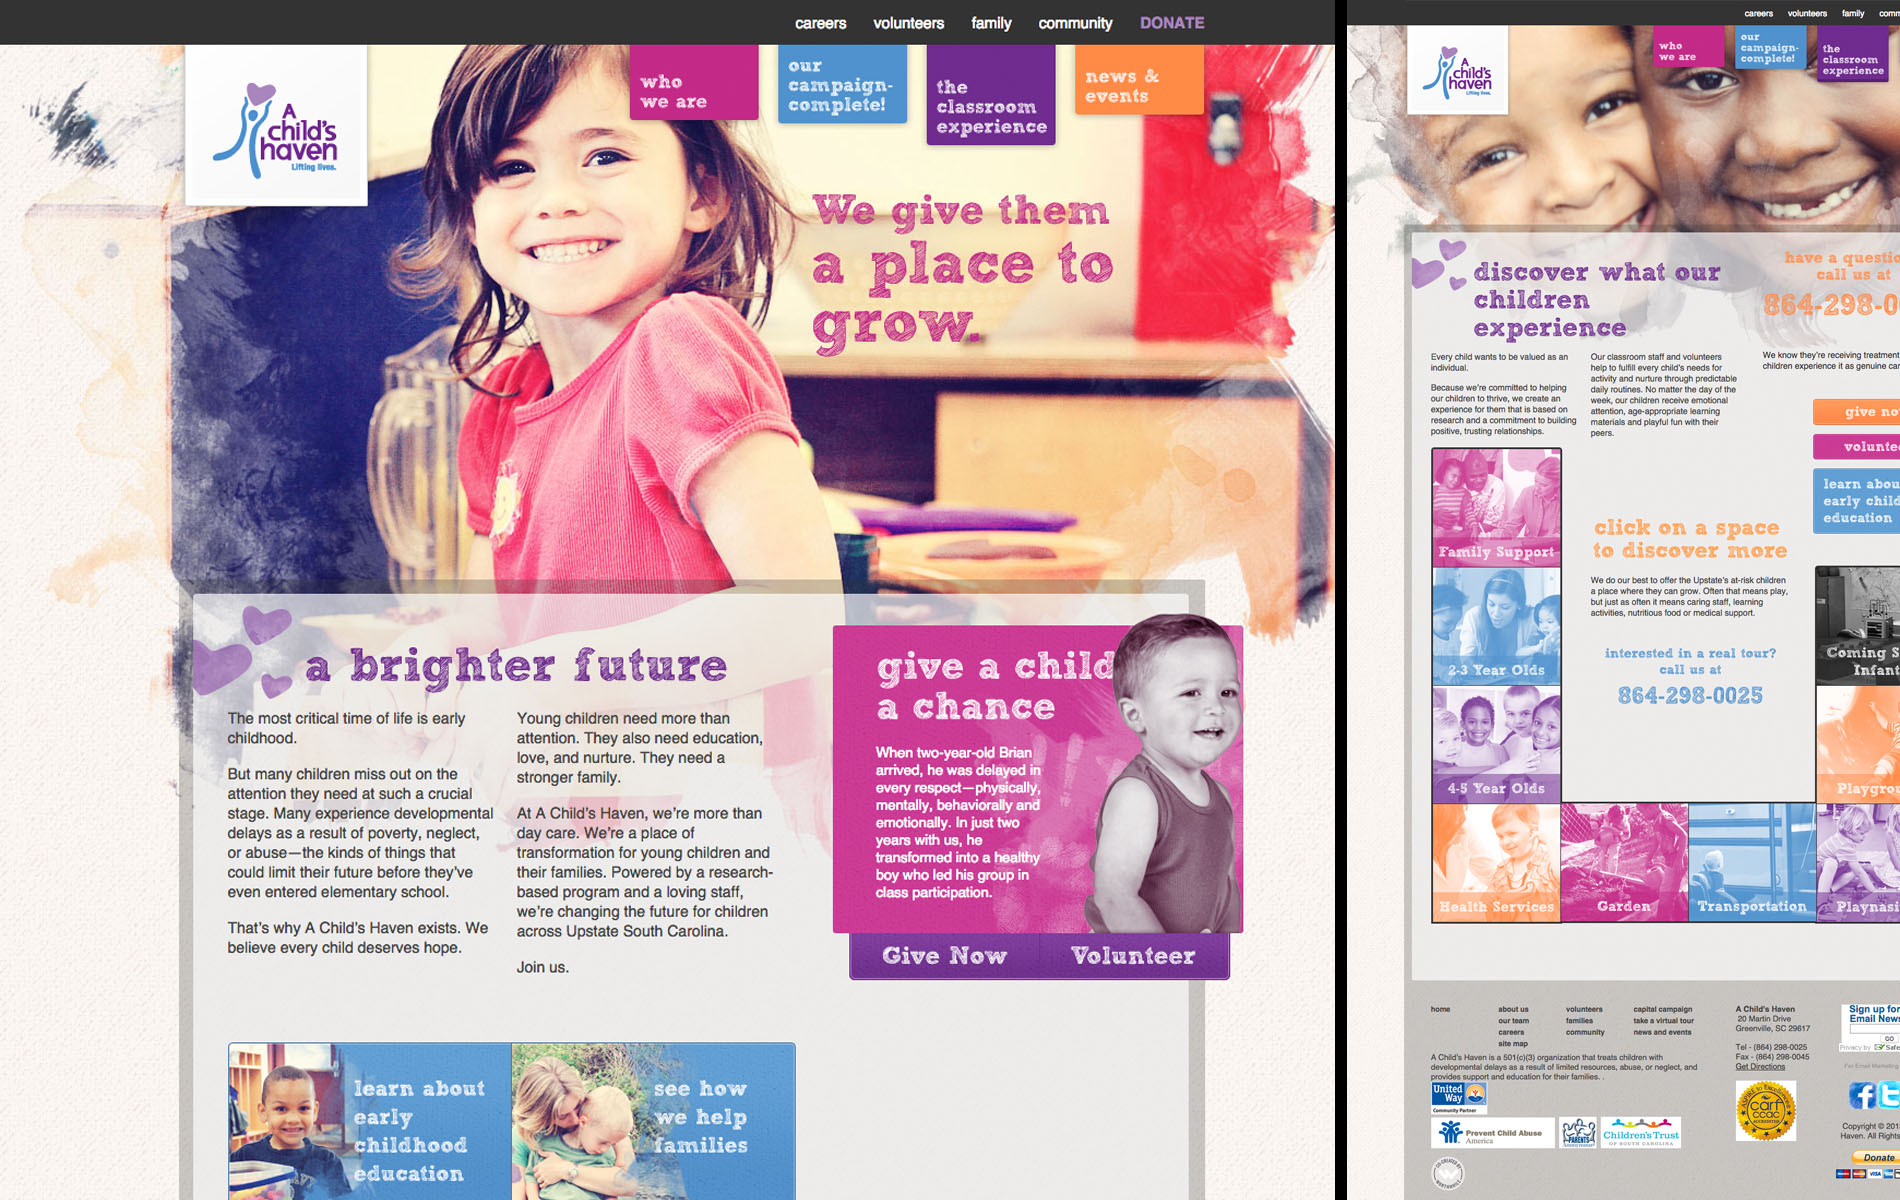 careers volunteers family community DONATE
A
child's
haven
Lifting lives.
who
we are
our
campaign-
complete!
the
classroom
experience
news &
events
We give them
a place to
grow.
a brighter future
The most critical time of life is early
childhood.
But many children miss out on the
attention they need at such a crucial
stage. Many experience developmental
delays as a result of poverty, neglect,
or abuse—the kinds of things that
could limit their future before they've
even entered elementary school.
That's why A Child's Haven exists. We
believe every child deserves hope.
Young children need more than
attention. They also need education,
love, and nurture. They need a
stronger family.
At A Child's Haven, we're more than
day care. We're a place of
transformation for young children and
their families. Powered by a research-
based program and a loving staff,
we're changing the future for children
across Upstate South Carolina.
Join us.
give a child
a chance
When two-year-old Brian
arrived, he was delayed in
every respect—physically,
mentally, behaviorally and
emotionally. In just two
years with us, he
transformed into a healthy
boy who led his group in
class participation.
Give Now Volunteer
learn about
early
childhood
education
see how
we help
families
careers volunteers family comm
A
child's
haven
Lifting lives.
who
we are
our
campaign-
complete!
the
classroom
experience
discover what our
children
experience
have a questio
call us at
864-298-0
Every child wants to be valued as an
individual.
Because we're committed to helping
our children to thrive, we create an
experience for them that is based on
research and a commitment to building
positive, trusting relationships.
Our classroom staff and volunteers
help to fulfill every child's needs for
activity and nurture through predictable
daily routines. No matter the day of the
week, our children receive emotional
attention, age-appropriate learning
materials and playful fun with their
peers.
We know they're receiving treatment
children experience it as genuine car
give no
voluntee
learn abou
early child
education
Family Support
2-3 Year Olds
4-5 Year Olds
Health Services
Garden
Transportation
Playnasi
Playgrou
Coming S
Infant
click on a space
to discover more
We do our best to offer the Upstate's at-risk children
a place where they can grow. Often that means play,
but just as often it means caring staff, learning
activities, nutritious food or medical support.
interested in a real tour?
call us at
864-298-0025
home
about us
our team
careers
site map
volunteers
families
community
capital campaign
take a virtual tour
news and events
A Child's Haven is a 501(c)(3) organization that treats children with
developmental delays as a result of limited resources, abuse, or neglect, and
provides support and education for their families. .
A Child's Haven
20 Martin Drive
Greenville, SC 29617
Tel - (864) 298-0025
Fax - (864) 298-0045
Get Directions
Sign up for
Email News
GO
Privacy by Safe
For Email Marketing
United
Way
Community Partner
Prevent Child Abuse
America
PARENTS
Children's Trust
OF SOUTH CAROLINA
ASPIRE to Excellence
carf
CCAC
ACCREDITED
Copyright © 201
Haven. All Rights
Donate
VISA